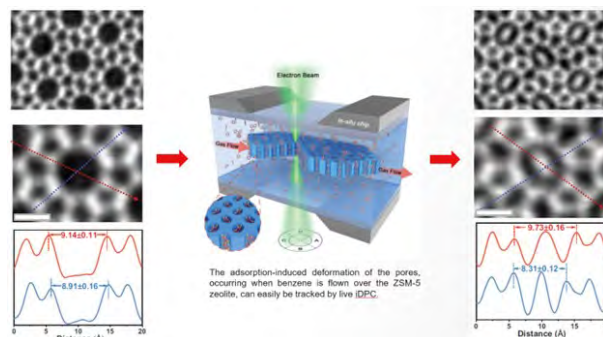 Electron Beam
In-situ chip
Gas Flow
Gas Flow
9.14±0.11
8.91±0.16
0 5 10 15 20
Distance (Å)
The adsorption-induced deformation of the pores,
occurring when benzene is flown over the ZSM-5
zeolite, can easily be tracked by live iDPC.
9.73±0.16
8.31±0.12
0 5 10 15 20
Distance (Å)